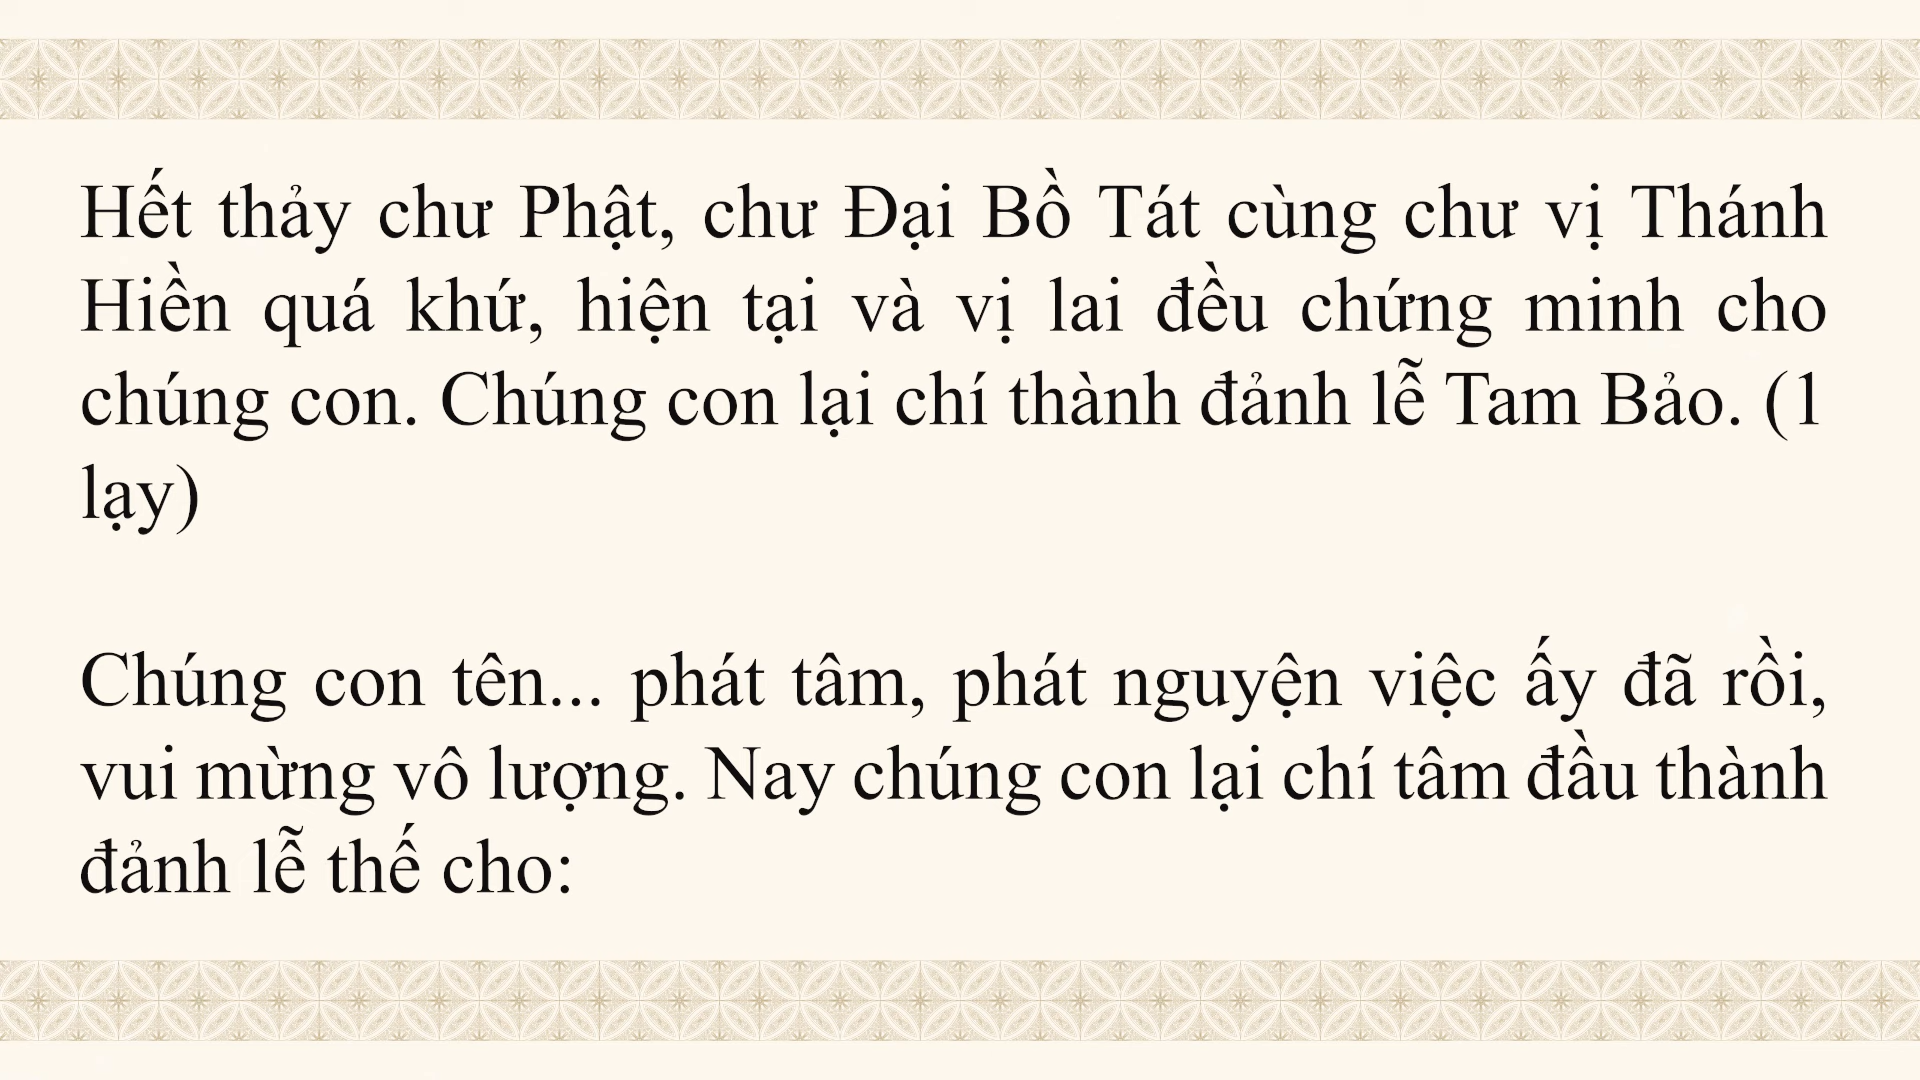 Hết thảy chư Phật, chư Đại Bồ Tát cùng chư vị Thánh
Hiền quá khứ, hiện tại và vị lai đều chứng minh cho
chúng con. Chúng con lại chí thành đảnh lễ Tam Bảo. (1
lạy)
Chúng con tên... phát tâm, phát nguyện việc ấy đã rồi,
vui mừng vô lượng. Nay chúng con lại chí tâm đầu thành
đảnh lễ thế cho: